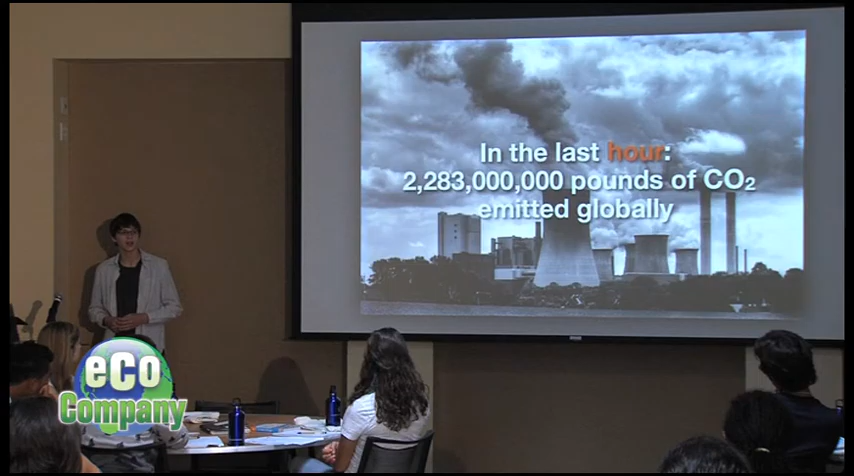 In the last hour:
2,283,000,000 pounds of CO₂
emitted globally
eco
Company